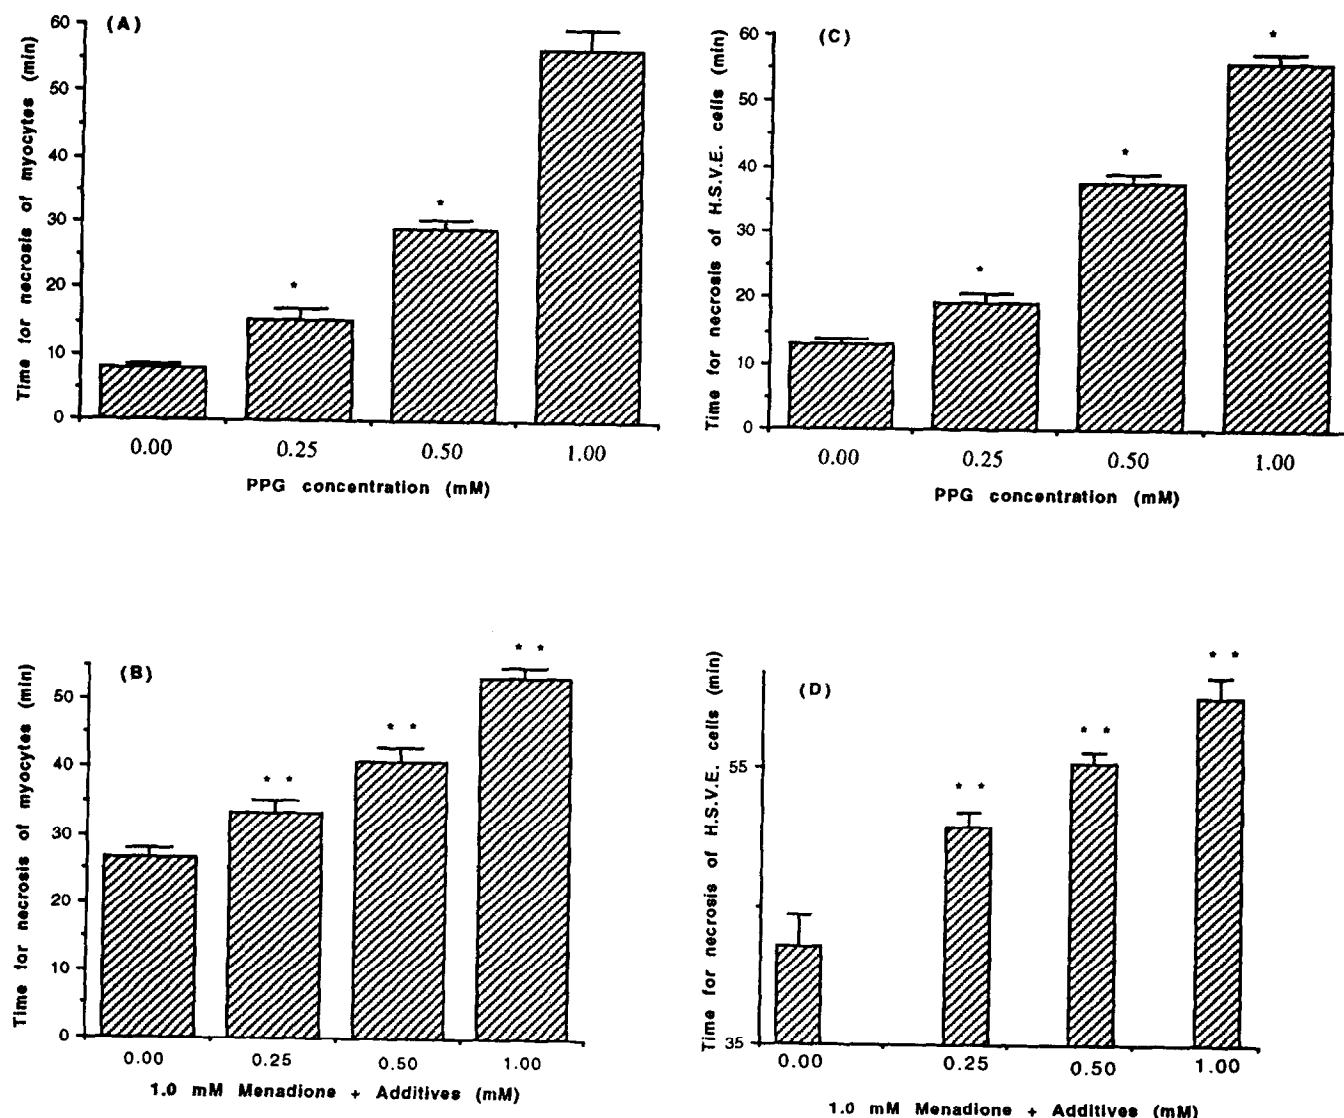 (A)
Time for necrosis of myocytes (min)
60
50
40
30
20
10
0
*
*
0.00 0.25 0.50 1.00
PPG concentration (mM)
(C)
Time for necrosis of H.S.V.E. cells (min)
60
50
40
30
20
10
0
*
*
*
0.00 0.25 0.50 1.00
PPG concentration (mM)
(B)
Time for necrosis of myocytes (min)
50
40
30
20
10
0
* *
* *
* *
0.00 0.25 0.50 1.00
1.0 mM Menadione + Additives (mM)
(D)
Time for necrosis of H.S.V.E. cells (min)
55
35
* *
* *
* *
0.00 0.25 0.50 1.00
1.0 mM Menadione + Additives (mM)